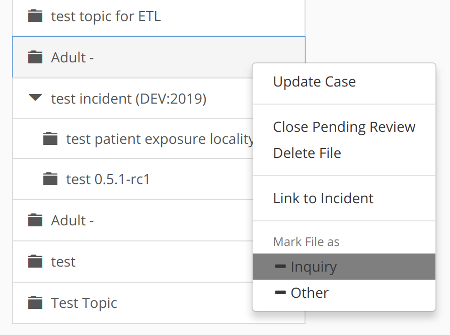 test topic for ETL
Adult -
test incident (DEV:2019)
test patient exposure locality
test 0.5.1-rc1
Adult -
test
Test Topic
Update Case
Close Pending Review
Delete File
Link to Incident
Mark File as
Inquiry
Other